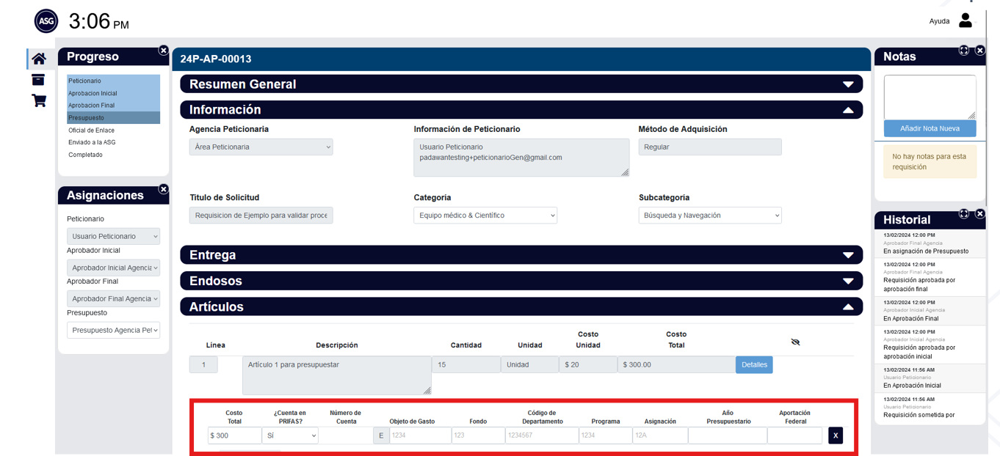 ASG 3:06 PM
Ayuda
Progreso
Peticionario
Aprobacion Inicial
Aprobacion Final
Presupuesto
Oficial de Enlace
Enviado a la ASG
Completado
Asignaciones
Peticionario
Usuario Peticionario
Aprobador Inicial
Aprobador Inicial Agencia
Aprobador Final
Aprobador Final Agencia
Presupuesto
Presupuesto Agencia Pet
24P-AP-00013
Resumen General
Información
Agencia Peticionaria
Área Peticionaria
Información de Peticionario
Usuario Peticionario
padawantesting+peticionarioGen@gmail.com
Método de Adquisición
Regular
Titulo de Solicitud
Requisicion de Ejemplo para validar proce
Categoria
Equipo médico & Científico
Subcategoria
Búsqueda y Navegación
Entrega
Endosos
Artículos
Línea Descripción Cantidad Unidad Costo Unidad Costo Total
1 Artículo 1 para presupuestar 15 Unidad $ 20 $ 300.00 Detalles
Costo Total ¿Cuenta en PRIFAS? Número de Cuenta Objeto de Gasto Fondo Código de Departamento Programa Asignación Año Presupuestario Aportación Federal
$ 300 Sí E 1234 123 1234567 1234 12A X
Notas
Añadir Nota Nueva
No hay notas para esta
requisición
Historial
13/02/2024 12:00 PM
Aprobador Final Agencia
En asignación de Presupuesto
13/02/2024 12:00 PM
Aprobador Final Agencia
Requisición aprobada por
aprobación final
13/02/2024 12:00 PM
Aprobador Inicial Agencia
En Aprobación Final
13/02/2024 12:00 PM
Aprobador Inicial Agencia
Requisición aprobada por
aprobación inicial
13/02/2024 11:56 AM
Usuario Peticionario
En Aprobación Inicial
13/02/2024 11:56 AM
Usuario Peticionario
Requisición sometida por